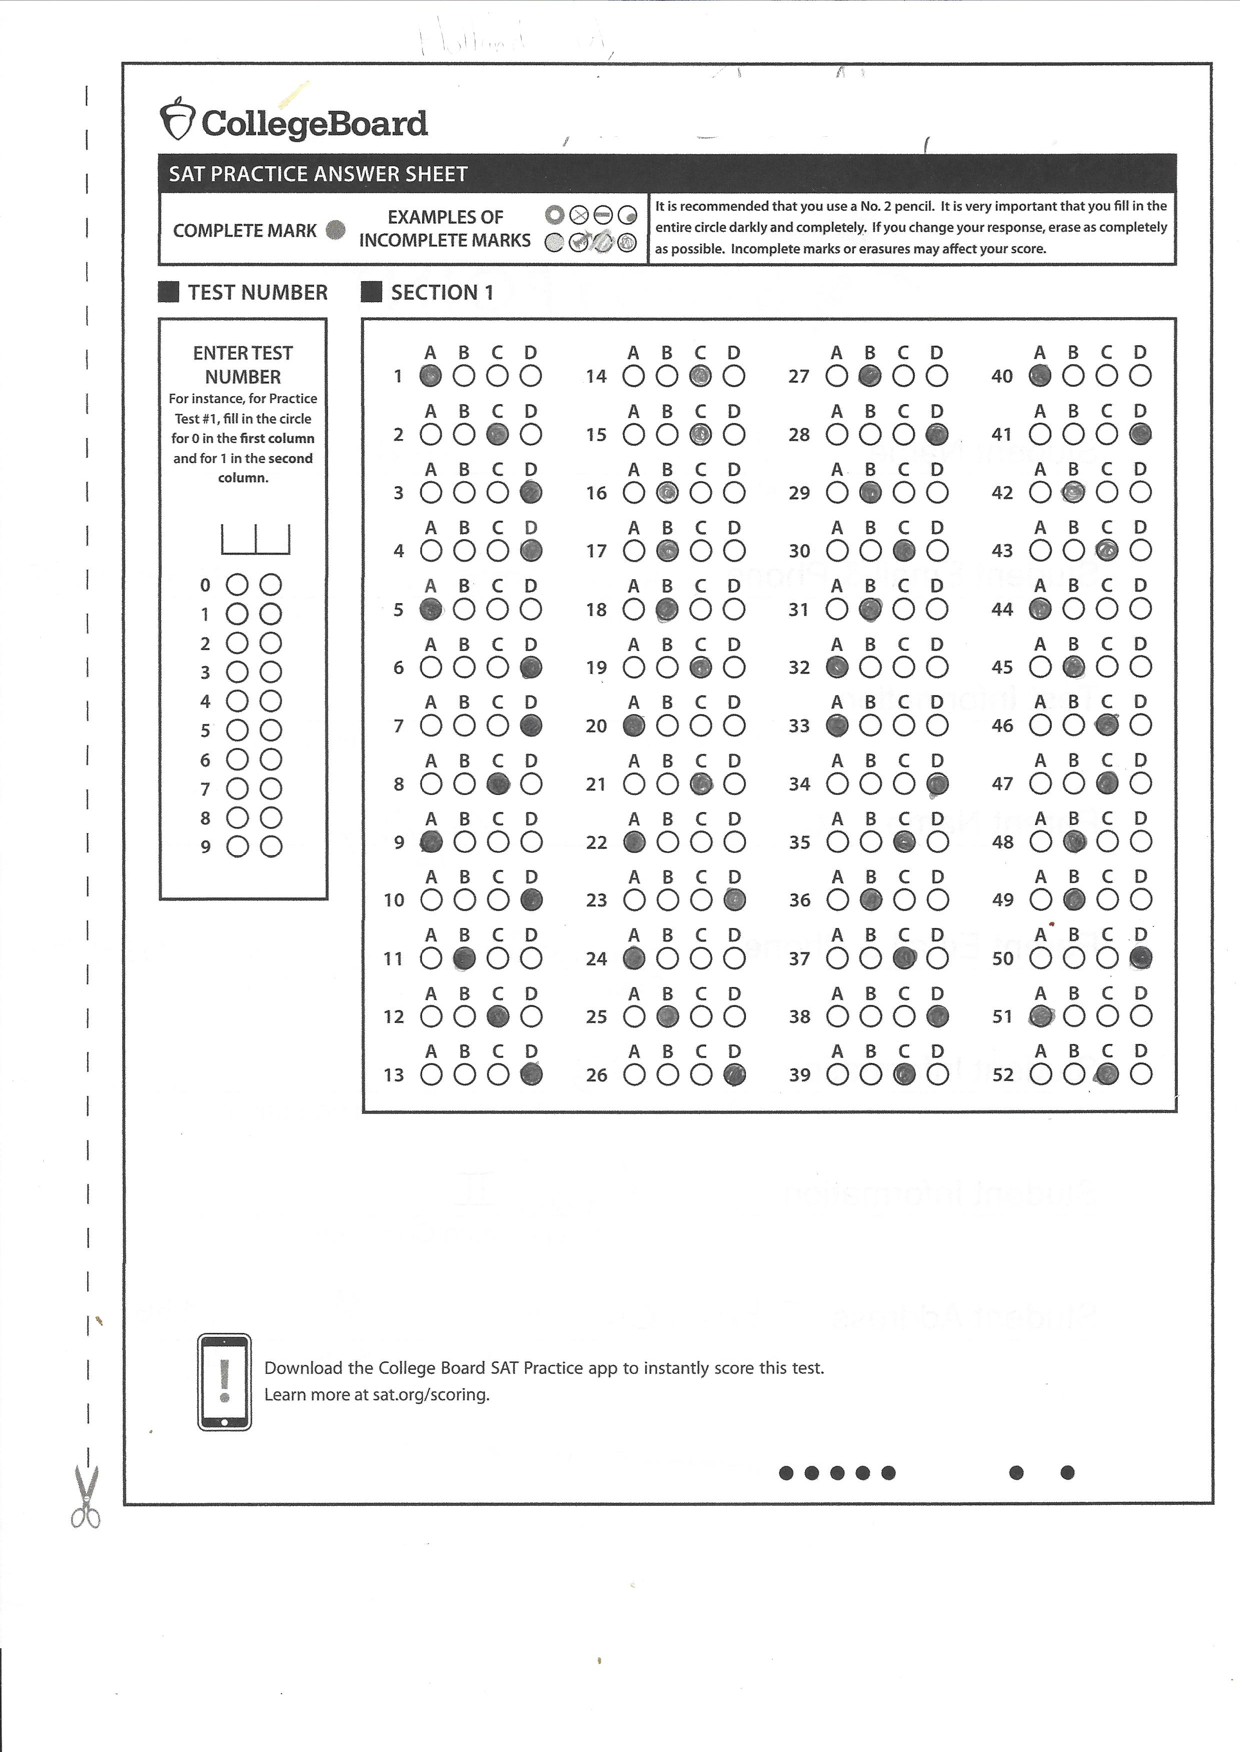 CollegeBoard
SAT PRACTICE ANSWER SHEET
COMPLETE MARK
EXAMPLES OF
INCOMPLETE MARKS
It is recommended that you use a No. 2 pencil. It is very important that you fill in the
entire circle darkly and completely. If you change your response, erase as completely
as possible. Incomplete marks or erasures may affect your score.
TEST NUMBER
ENTER TEST
NUMBER
For instance, for Practice
Test #1, fill in the circle
for 0 in the first column
and for 1 in the second
column.
0
1
2
3
4
5
6
7
8
9
SECTION 1
A B C D
1
A B C D
2
A B C D
3
A B C D
4
A B C D
5
A B C D
6
A B C D
7
A B C D
8
A B C D
9
A B C D
10
A B C D
11
A B C D
12
A B C D
13
A B C D
14
A B C D
15
A B C D
16
A B C D
17
A B C D
18
A B C D
19
A B C D
20
A B C D
21
A B C D
22
A B C D
23
A B C D
24
A B C D
25
A B C D
26
A B C D
27
A B C D
28
A B C D
29
A B C D
30
A B C D
31
A B C D
32
A B C D
33
A B C D
34
A B C D
35
A B C D
36
A B C D
37
A B C D
38
A B C D
39
A B C D
40
A B C D
41
A B C D
42
A B C D
43
A B C D
44
A B C D
45
A B C D
46
A B C D
47
A B C D
48
A B C D
49
A B C D
50
A B C D
51
A B C D
52
Download the College Board SAT Practice app to instantly score this test.
Learn more at sat.org/scoring.